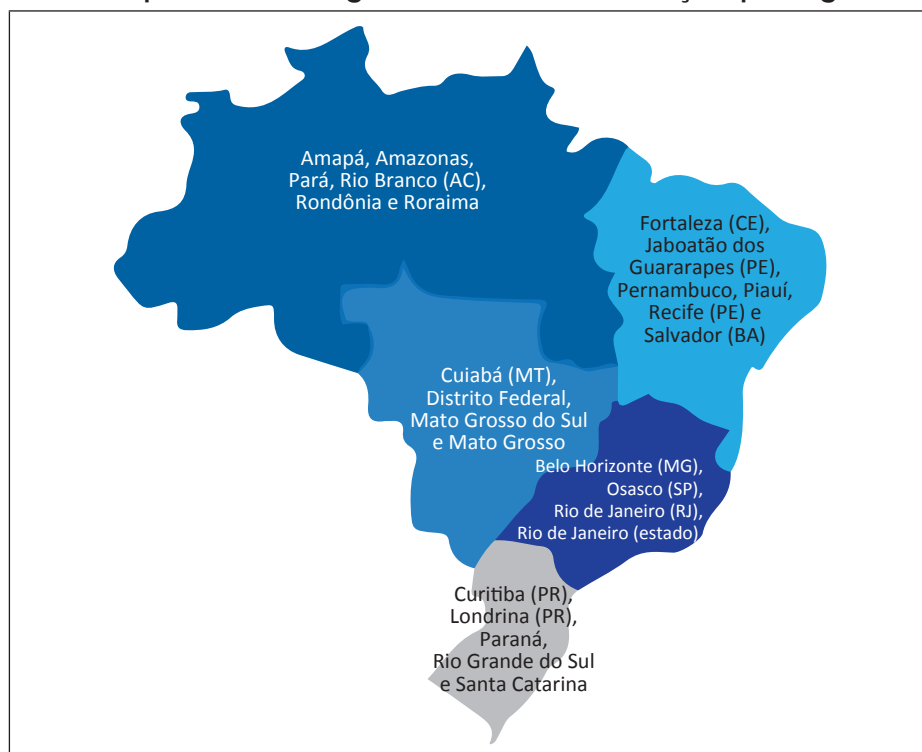 Amapá, Amazonas,
Pará, Rio Branco (AC),
Rondônia e Roraima
Fortaleza (CE),
Jaboatão dos
Guararapes (PE),
Pernambuco, Piauí,
Recife (PE) e
Salvador (BA)
Cuiabá (MT),
Distrito Federal,
Mato Grosso do Sul
e Mato Grosso
Belo Horizonte (MG),
Osasco (SP),
Rio de Janeiro (RJ),
Rio de Janeiro (estado)
Curitiba (PR),
Londrina (PR),
Paraná,
Rio Grande do Sul
e Santa Catarina